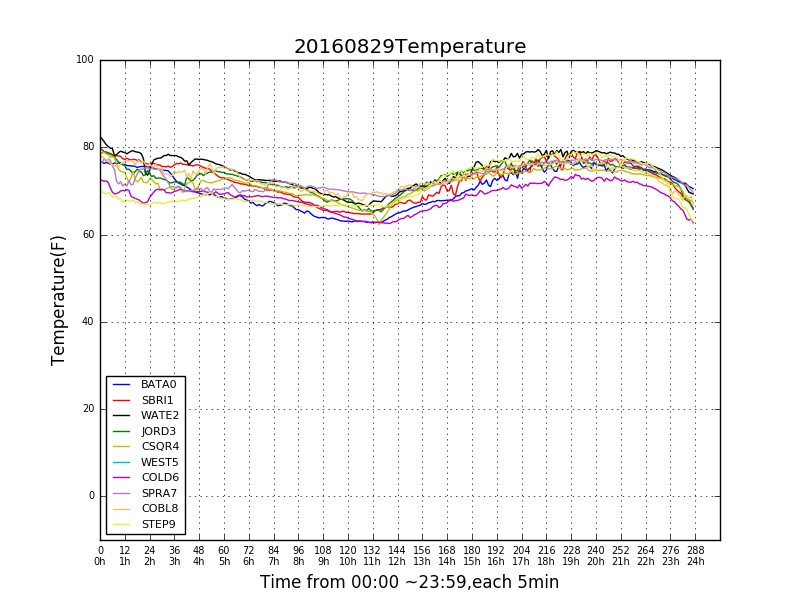 20160829Temperature
100
80
60
40
20
0
Temperature(F)
BATA0
SBRI1
WATE2
JORD3
CSQR4
WEST5
COLD6
SPRA7
COBL8
STEP9
0 12 24 36 48 60 72 84 96 108 120 132 144 156 168 180 192 204 216 228 240 252 264 276 288
0h 1h 2h 3h 4h 5h 6h 7h 8h 9h 10h 11h 12h 13h 14h 15h 16h 17h 18h 19h 20h 21h 22h 23h 24h
Time from 00:00 ~23:59,each 5min